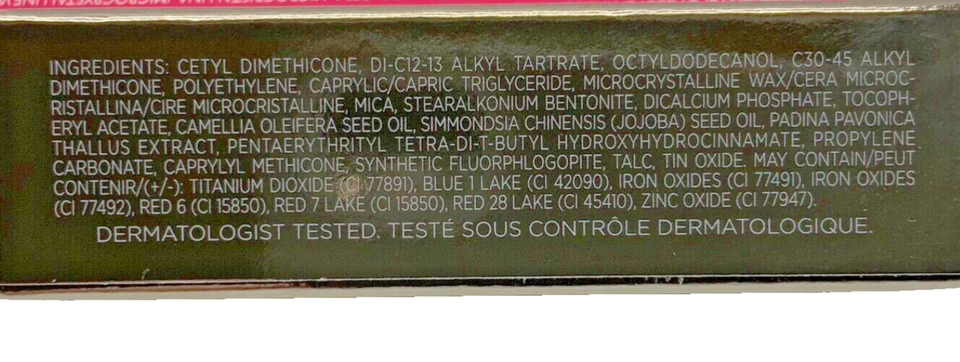 INGREDIENTS: CETYL DIMETHICONE, DI-C12-13 ALKYL TARTRATE, OCTYLDODECANOL, C30-45 ALKYL
DIMETHICONE, POLYETHYLENE, CAPRYLIC/CAPRIC TRIGLYCERIDE, MICROCRYSTALLINE WAX/CERA MICROC-
RISTALLINA/CIRE MICROCRISTALLINE, MICA, STEARALKONIUM BENTONITE, DICALCIUM PHOSPHATE, TOCOPH-
ERYL ACETATE, CAMELLIA OLEIFERA SEED OIL, SIMMONDSIA CHINENSIS (JOJOBA) SEED OIL, PADINA PAVONICA
THALLUS EXTRACT, PENTAERYTHRITYL TETRA-DI-T-BUTYL HYDROXYHYDROCINNAMATE, PROPYLENE
CARBONATE, CAPRYLYL METHICONE, SYNTHETIC FLUORPHLOGOPITE, TALC, TIN OXIDE. MAY CONTAIN/PEUT
CONTENIR/(+/-): TITANIUM DIOXIDE (CI 77891), BLUE 1 LAKE (CI 42090), IRON OXIDES (CI 77491), IRON OXIDES
(CI 77492), RED 6 (CI 15850), RED 7 LAKE (CI 15850), RED 28 LAKE (CI 45410), ZINC OXIDE (CI 77947).
DERMATOLOGIST TESTED. TESTÉ SOUS CONTRÔLE DERMATOLOGIQUE.